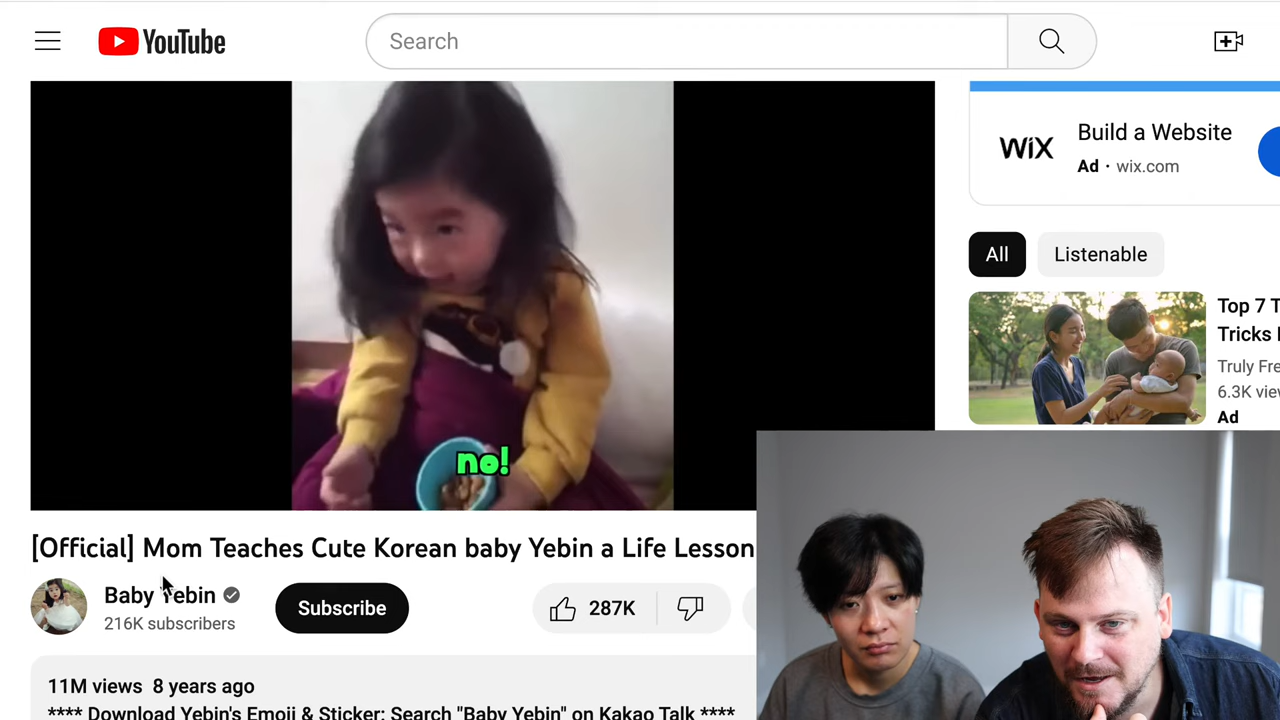 YouTube
Search
WiX
Build a Website
Ad · wix.com
All
Listenable
no!
Top 7 T
Tricks
Truly Fre
6.3K view
Ad
[Official] Mom Teaches Cute Korean baby Yebin a Life Lesson
Baby Yebin
216K subscribers
Subscribe
287K
11M views 8 years ago
**** Download Yebin's Emoji & Sticker: Search "Baby Yebin" on Kakao Talk ****